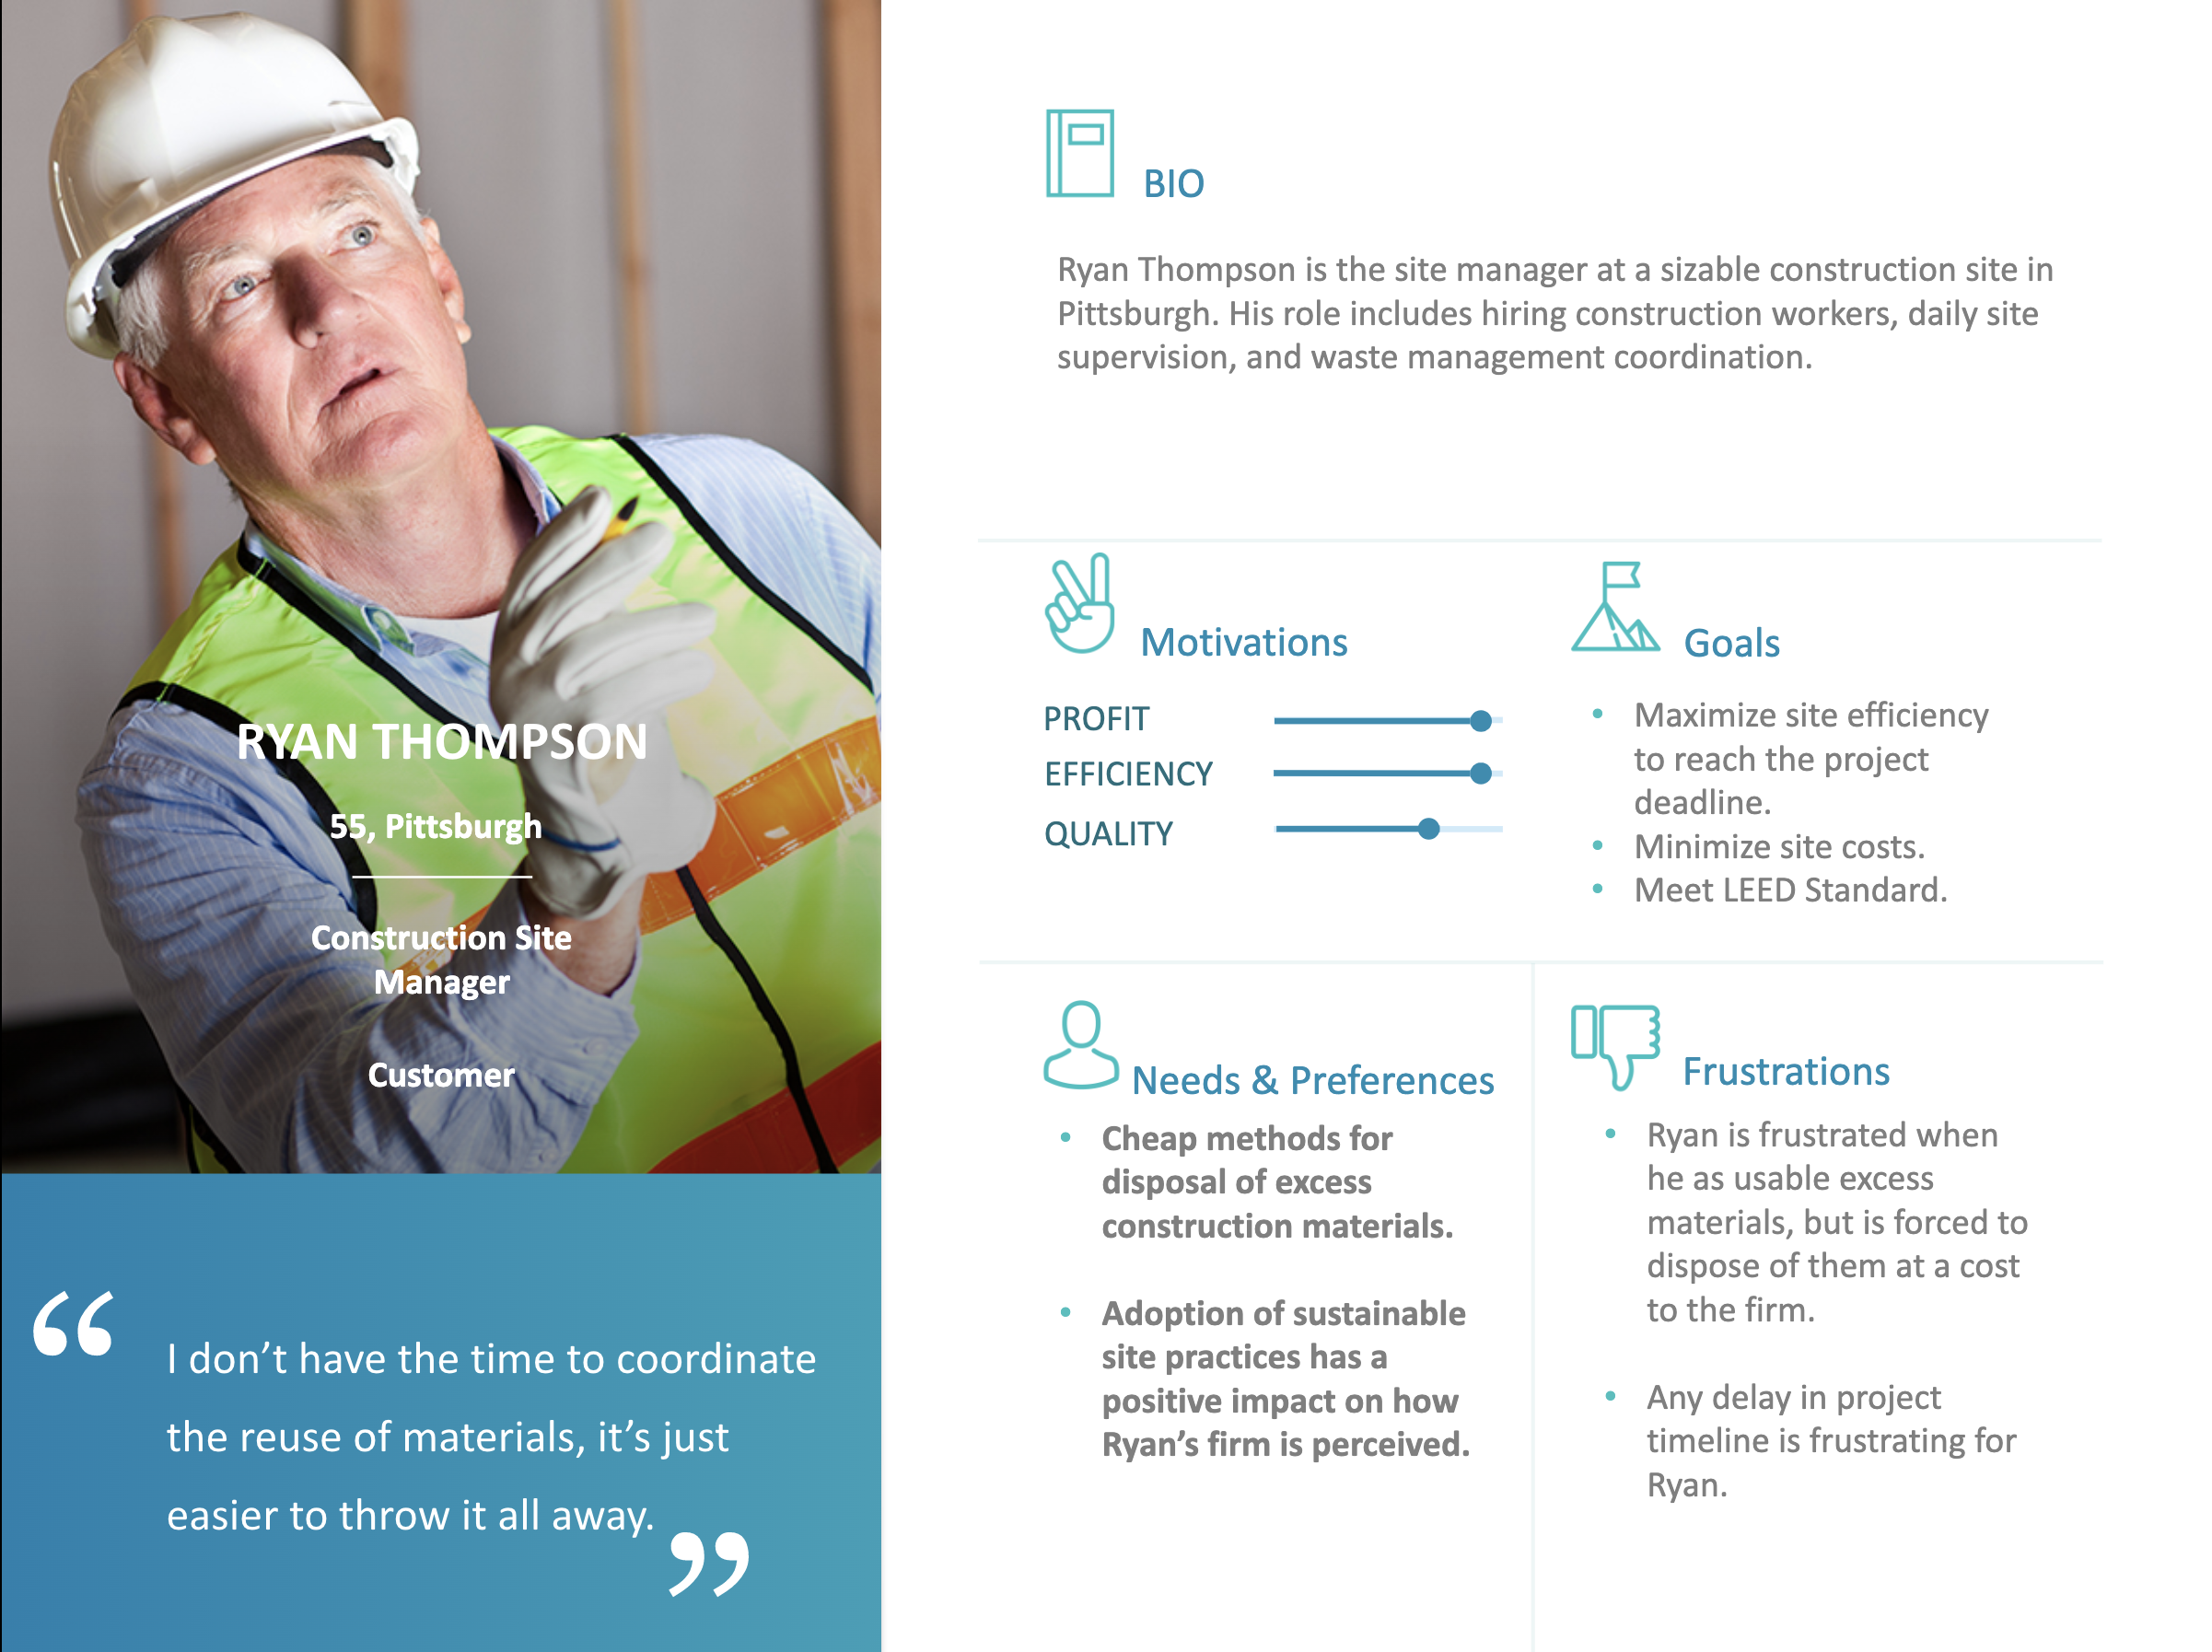 RYAN THOMPSON
55, Pittsburgh
Construction Site
Manager
Customer
“
I don’t have the time to coordinate
the reuse of materials, it’s just
easier to throw it all away.
”
BIO
Ryan Thompson is the site manager at a sizable construction site in
Pittsburgh. His role includes hiring construction workers, daily site
supervision, and waste management coordination.
Motivations
PROFIT
EFFICIENCY
QUALITY
Goals
• Maximize site efficiency
to reach the project
deadline.
• Minimize site costs.
• Meet LEED Standard.
Needs & Preferences
• Cheap methods for
disposal of excess
construction materials.
• Adoption of sustainable
site practices has a
positive impact on how
Ryan’s firm is perceived.
Frustrations
• Ryan is frustrated when
he as usable excess
materials, but is forced to
dispose of them at a cost
to the firm.
• Any delay in project
timeline is frustrating for
Ryan.